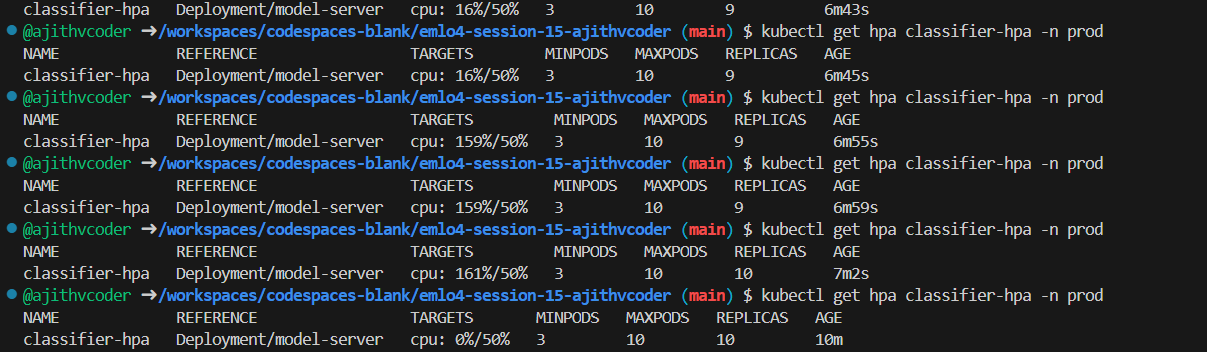 classifier-hpa Deployment/model-server cpu: 16%/50% 3 10 9 6m43s
@ajithvcoder ➜/workspaces/codespaces-blank/emlo4-session-15-ajithvcoder (main) $ kubectl get hpa classifier-hpa -n prod
NAME REFERENCE TARGETS MINPODS MAXPODS REPLICAS AGE
classifier-hpa Deployment/model-server cpu: 16%/50% 3 10 9 6m45s
@ajithvcoder ➜/workspaces/codespaces-blank/emlo4-session-15-ajithvcoder (main) $ kubectl get hpa classifier-hpa -n prod
NAME REFERENCE TARGETS MINPODS MAXPODS REPLICAS AGE
classifier-hpa Deployment/model-server cpu: 159%/50% 3 10 9 6m55s
@ajithvcoder ➜/workspaces/codespaces-blank/emlo4-session-15-ajithvcoder (main) $ kubectl get hpa classifier-hpa -n prod
NAME REFERENCE TARGETS MINPODS MAXPODS REPLICAS AGE
classifier-hpa Deployment/model-server cpu: 159%/50% 3 10 9 6m59s
@ajithvcoder ➜/workspaces/codespaces-blank/emlo4-session-15-ajithvcoder (main) $ kubectl get hpa classifier-hpa -n prod
NAME REFERENCE TARGETS MINPODS MAXPODS REPLICAS AGE
classifier-hpa Deployment/model-server cpu: 161%/50% 3 10 10 7m2s
@ajithvcoder ➜/workspaces/codespaces-blank/emlo4-session-15-ajithvcoder (main) $ kubectl get hpa classifier-hpa -n prod
NAME REFERENCE TARGETS MINPODS MAXPODS REPLICAS AGE
classifier-hpa Deployment/model-server cpu: 0%/50% 3 10 10 10m